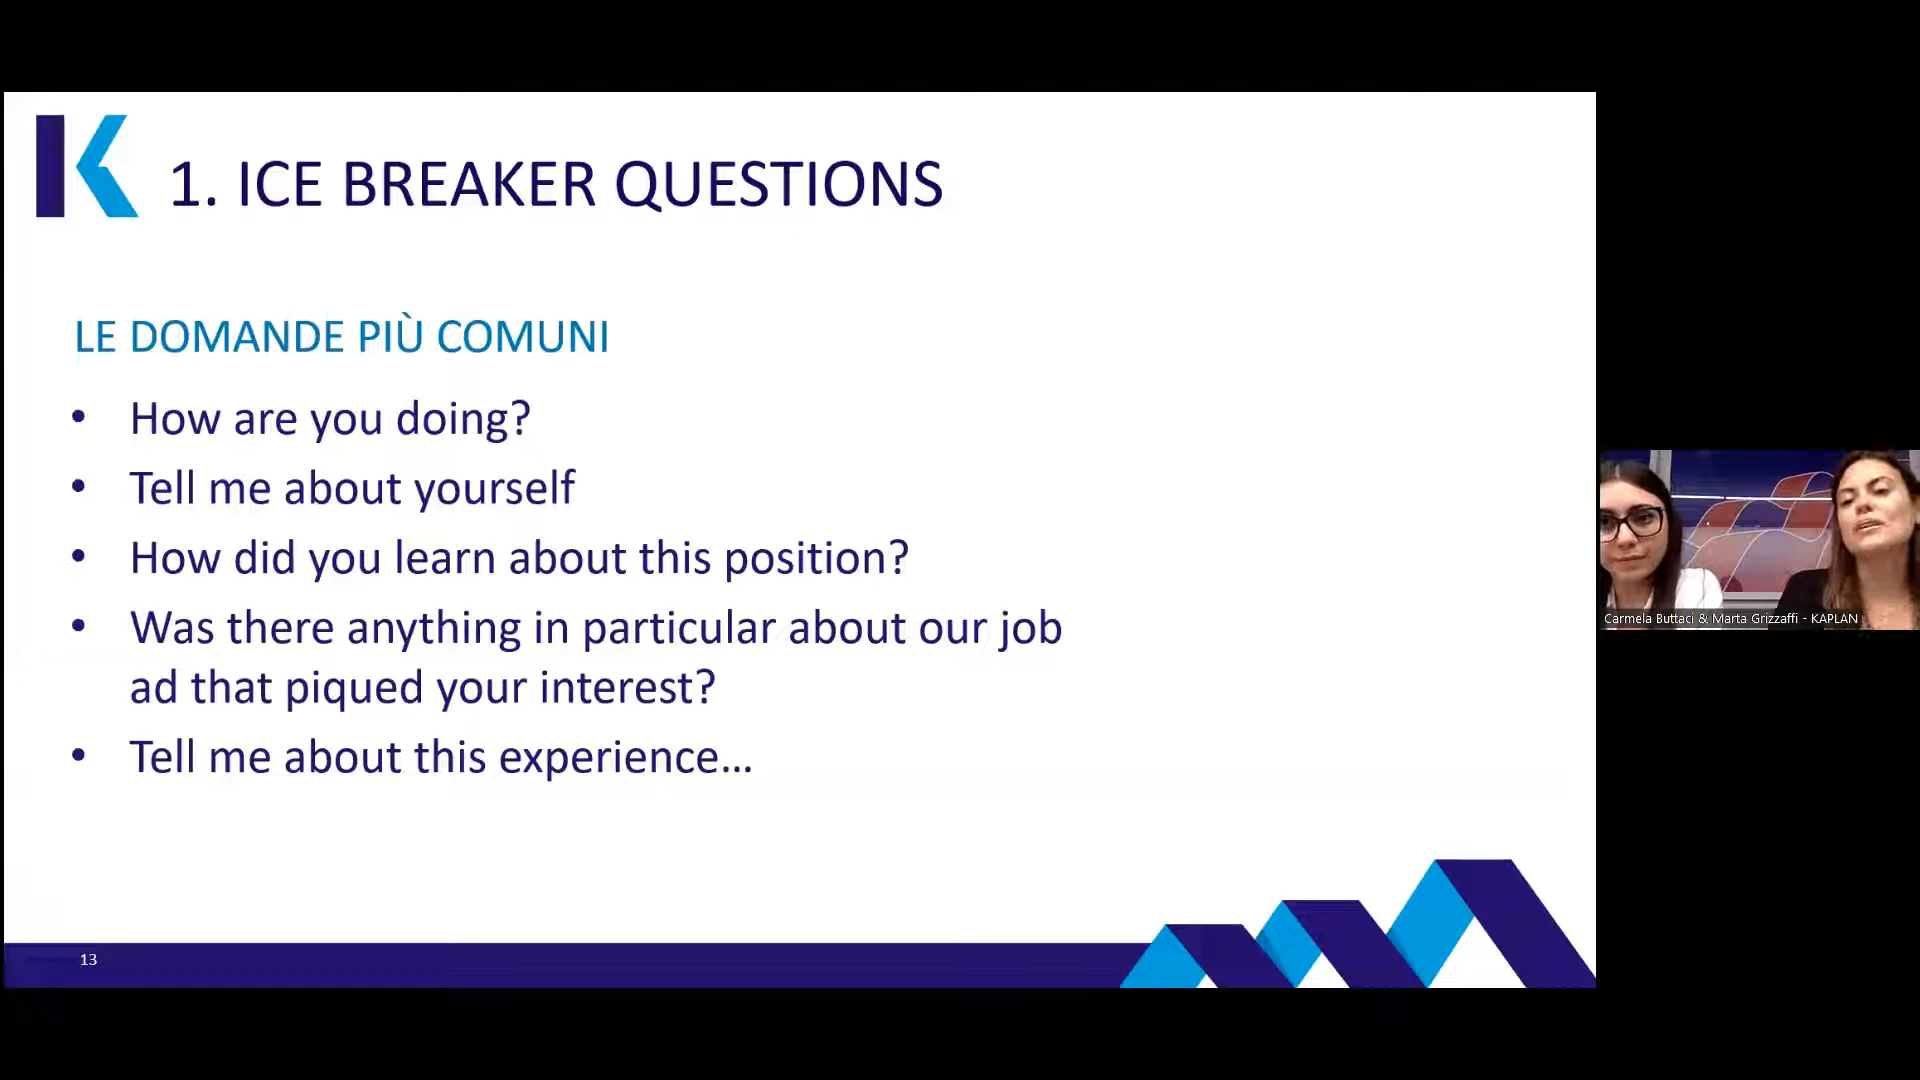 1. ICE BREAKER QUESTIONS
LE DOMANDE PIÙ COMUNI
• How are you doing?
• Tell me about yourself
• How did you learn about this position?
• Was there anything in particular about our job
ad that piqued your interest?
• Tell me about this experience...
Carmela Buttaci & Marta Grizzaffi - KAPLAN
13